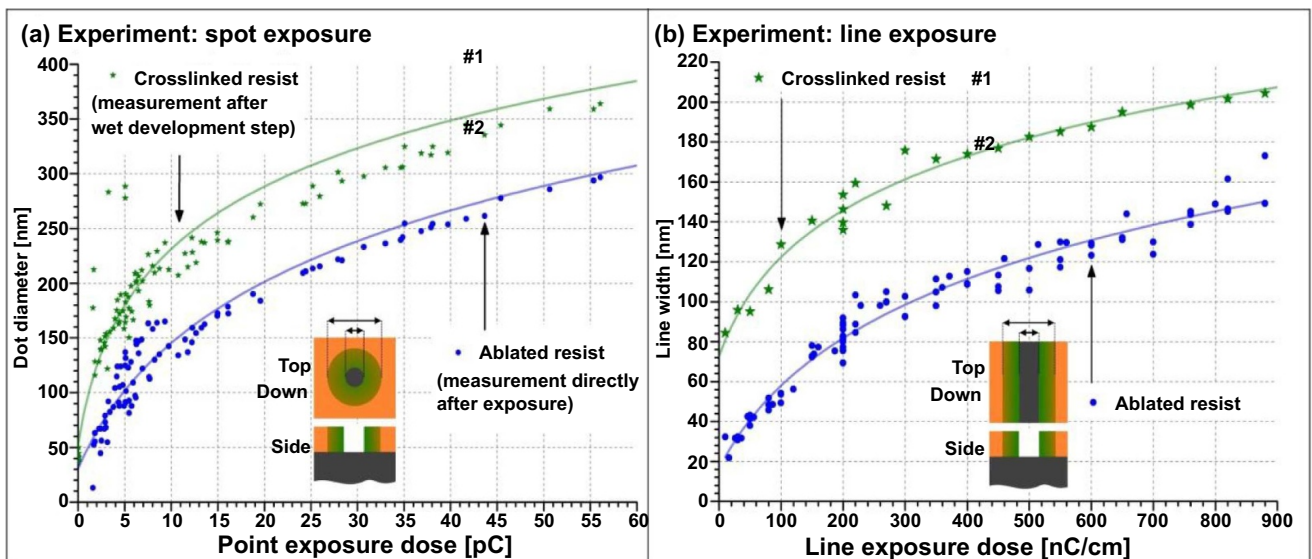 (a) Experiment: spot exposure
#1
Crosslinked resist
(measurement after
wet development step)
#2
Dot diameter [nm]
400
350
300
250
200
150
100
50
0
Top
Down
Side
Ablated resist
(measurement directly
after exposure)
0 5 10 15 20 25 30 35 40 45 50 55 60
Point exposure dose [pC]
(b) Experiment: line exposure
Crosslinked resist #1
#2
Line width [nm]
220
200
180
160
140
120
100
80
60
40
20
0
Top
Down
Side
Ablated resist
0 100 200 300 400 500 600 700 800 900
Line exposure dose [nC/cm]